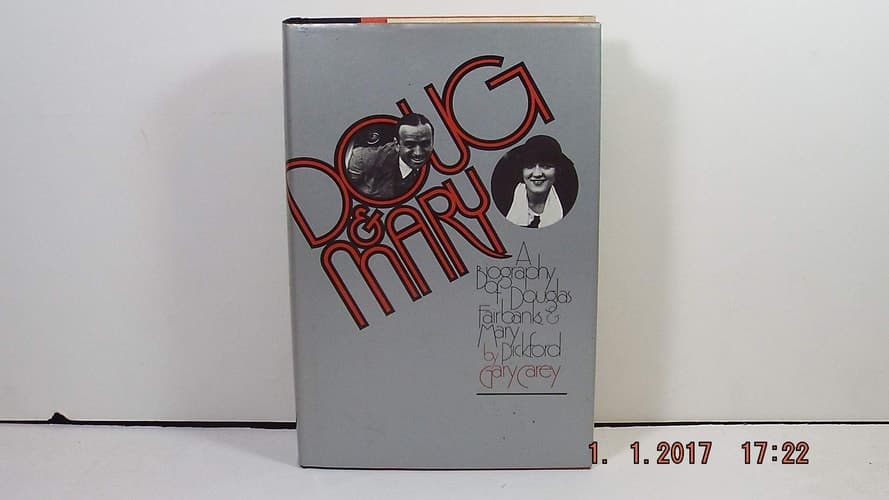 DOUG
& MARY
A
Biography
of Douglas
Fairbanks &
Mary
Pickford
by
Gary Carey
1. 1.2017 17:22